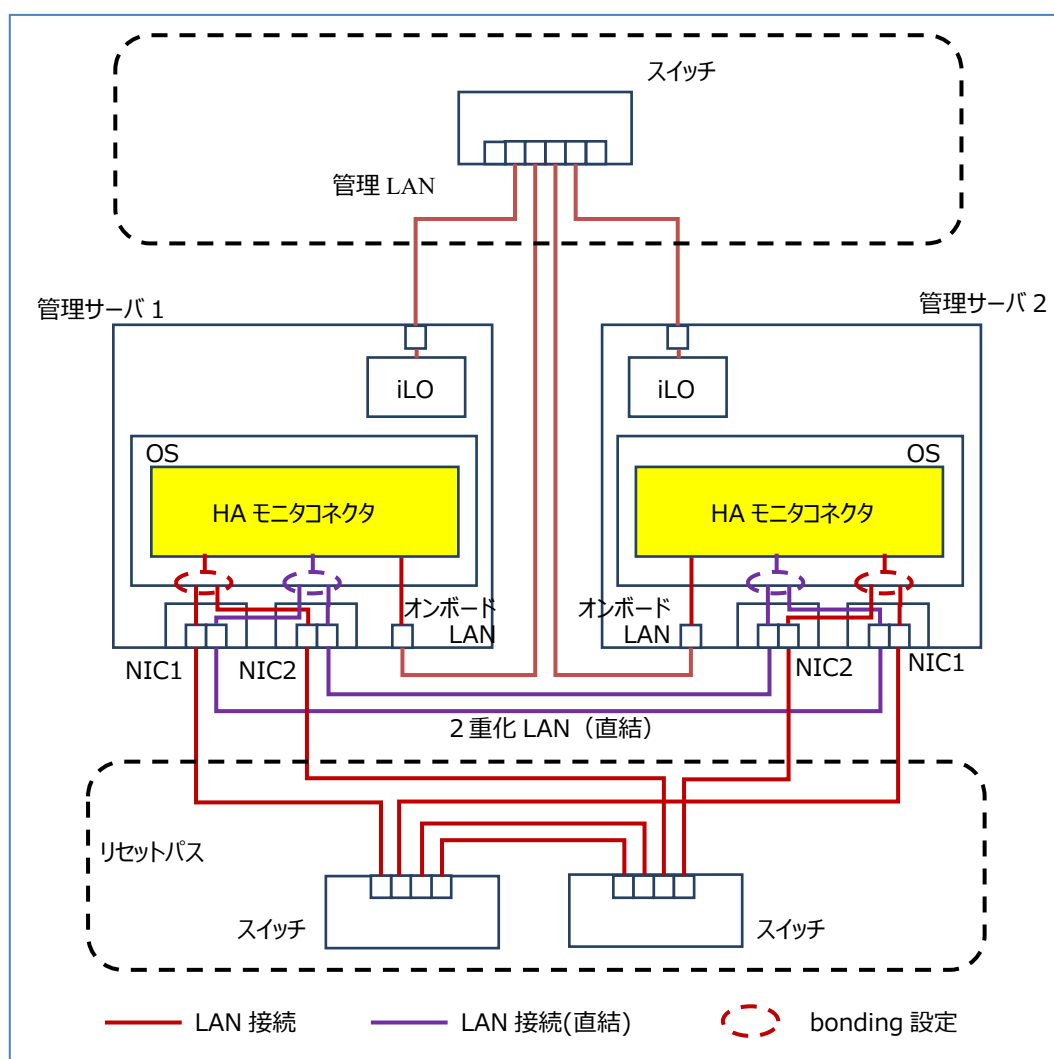 スイッチ
管理 LAN
管理サーバ 1
管理サーバ 2
iLO
iLO
OS
OS
HA モニタコネクタ
HA モニタコネクタ
オンボード
LAN
オンボード
LAN
NIC1
NIC2
NIC2
NIC1
２重化 LAN（直結）
リセットパス
スイッチ
スイッチ
LAN 接続
LAN 接続(直結)
bonding 設定